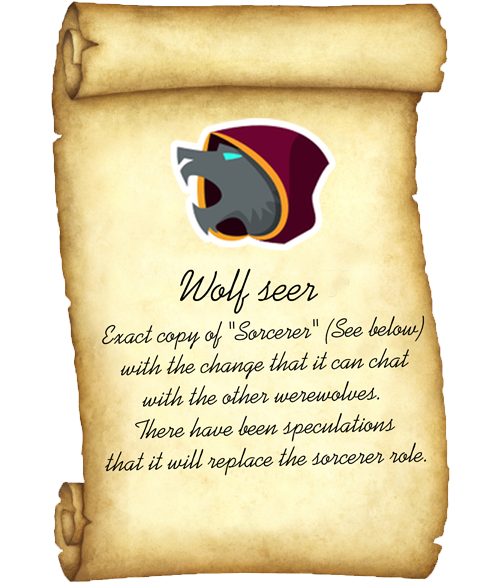 Wolf seer
Exact copy of "Sorcerer" (See below)
with the change that it can chat
with the other werewolves.
There have been speculations
that it will replace the sorcerer role.